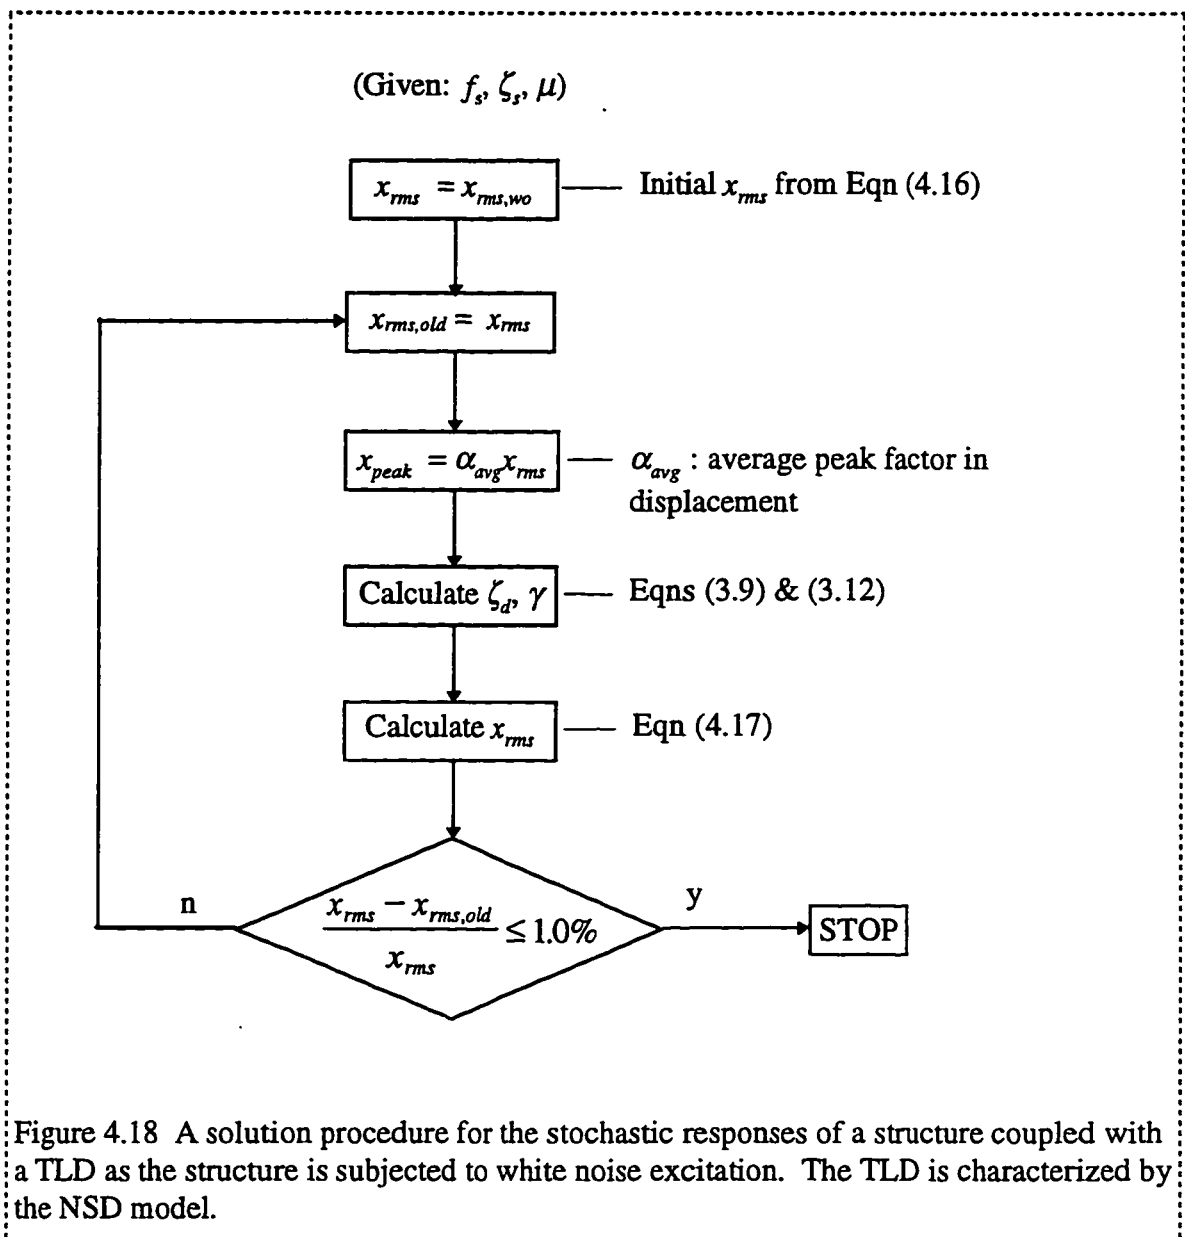 (Given: f_s, ζ_s, μ)
x_rms = x_rms,wo
Initial x_rms from Eqn (4.16)
x_rms,old = x_rms
x_peak = α_avg x_rms
α_avg : average peak factor in
displacement
Calculate ζ_d, γ
Eqns (3.9) & (3.12)
Calculate x_rms
Eqn (4.17)
n
(x_rms − x_rms,old) / x_rms ≤ 1.0%
y
STOP
Figure 4.18 A solution procedure for the stochastic responses of a structure coupled with
a TLD as the structure is subjected to white noise excitation. The TLD is characterized by
the NSD model.